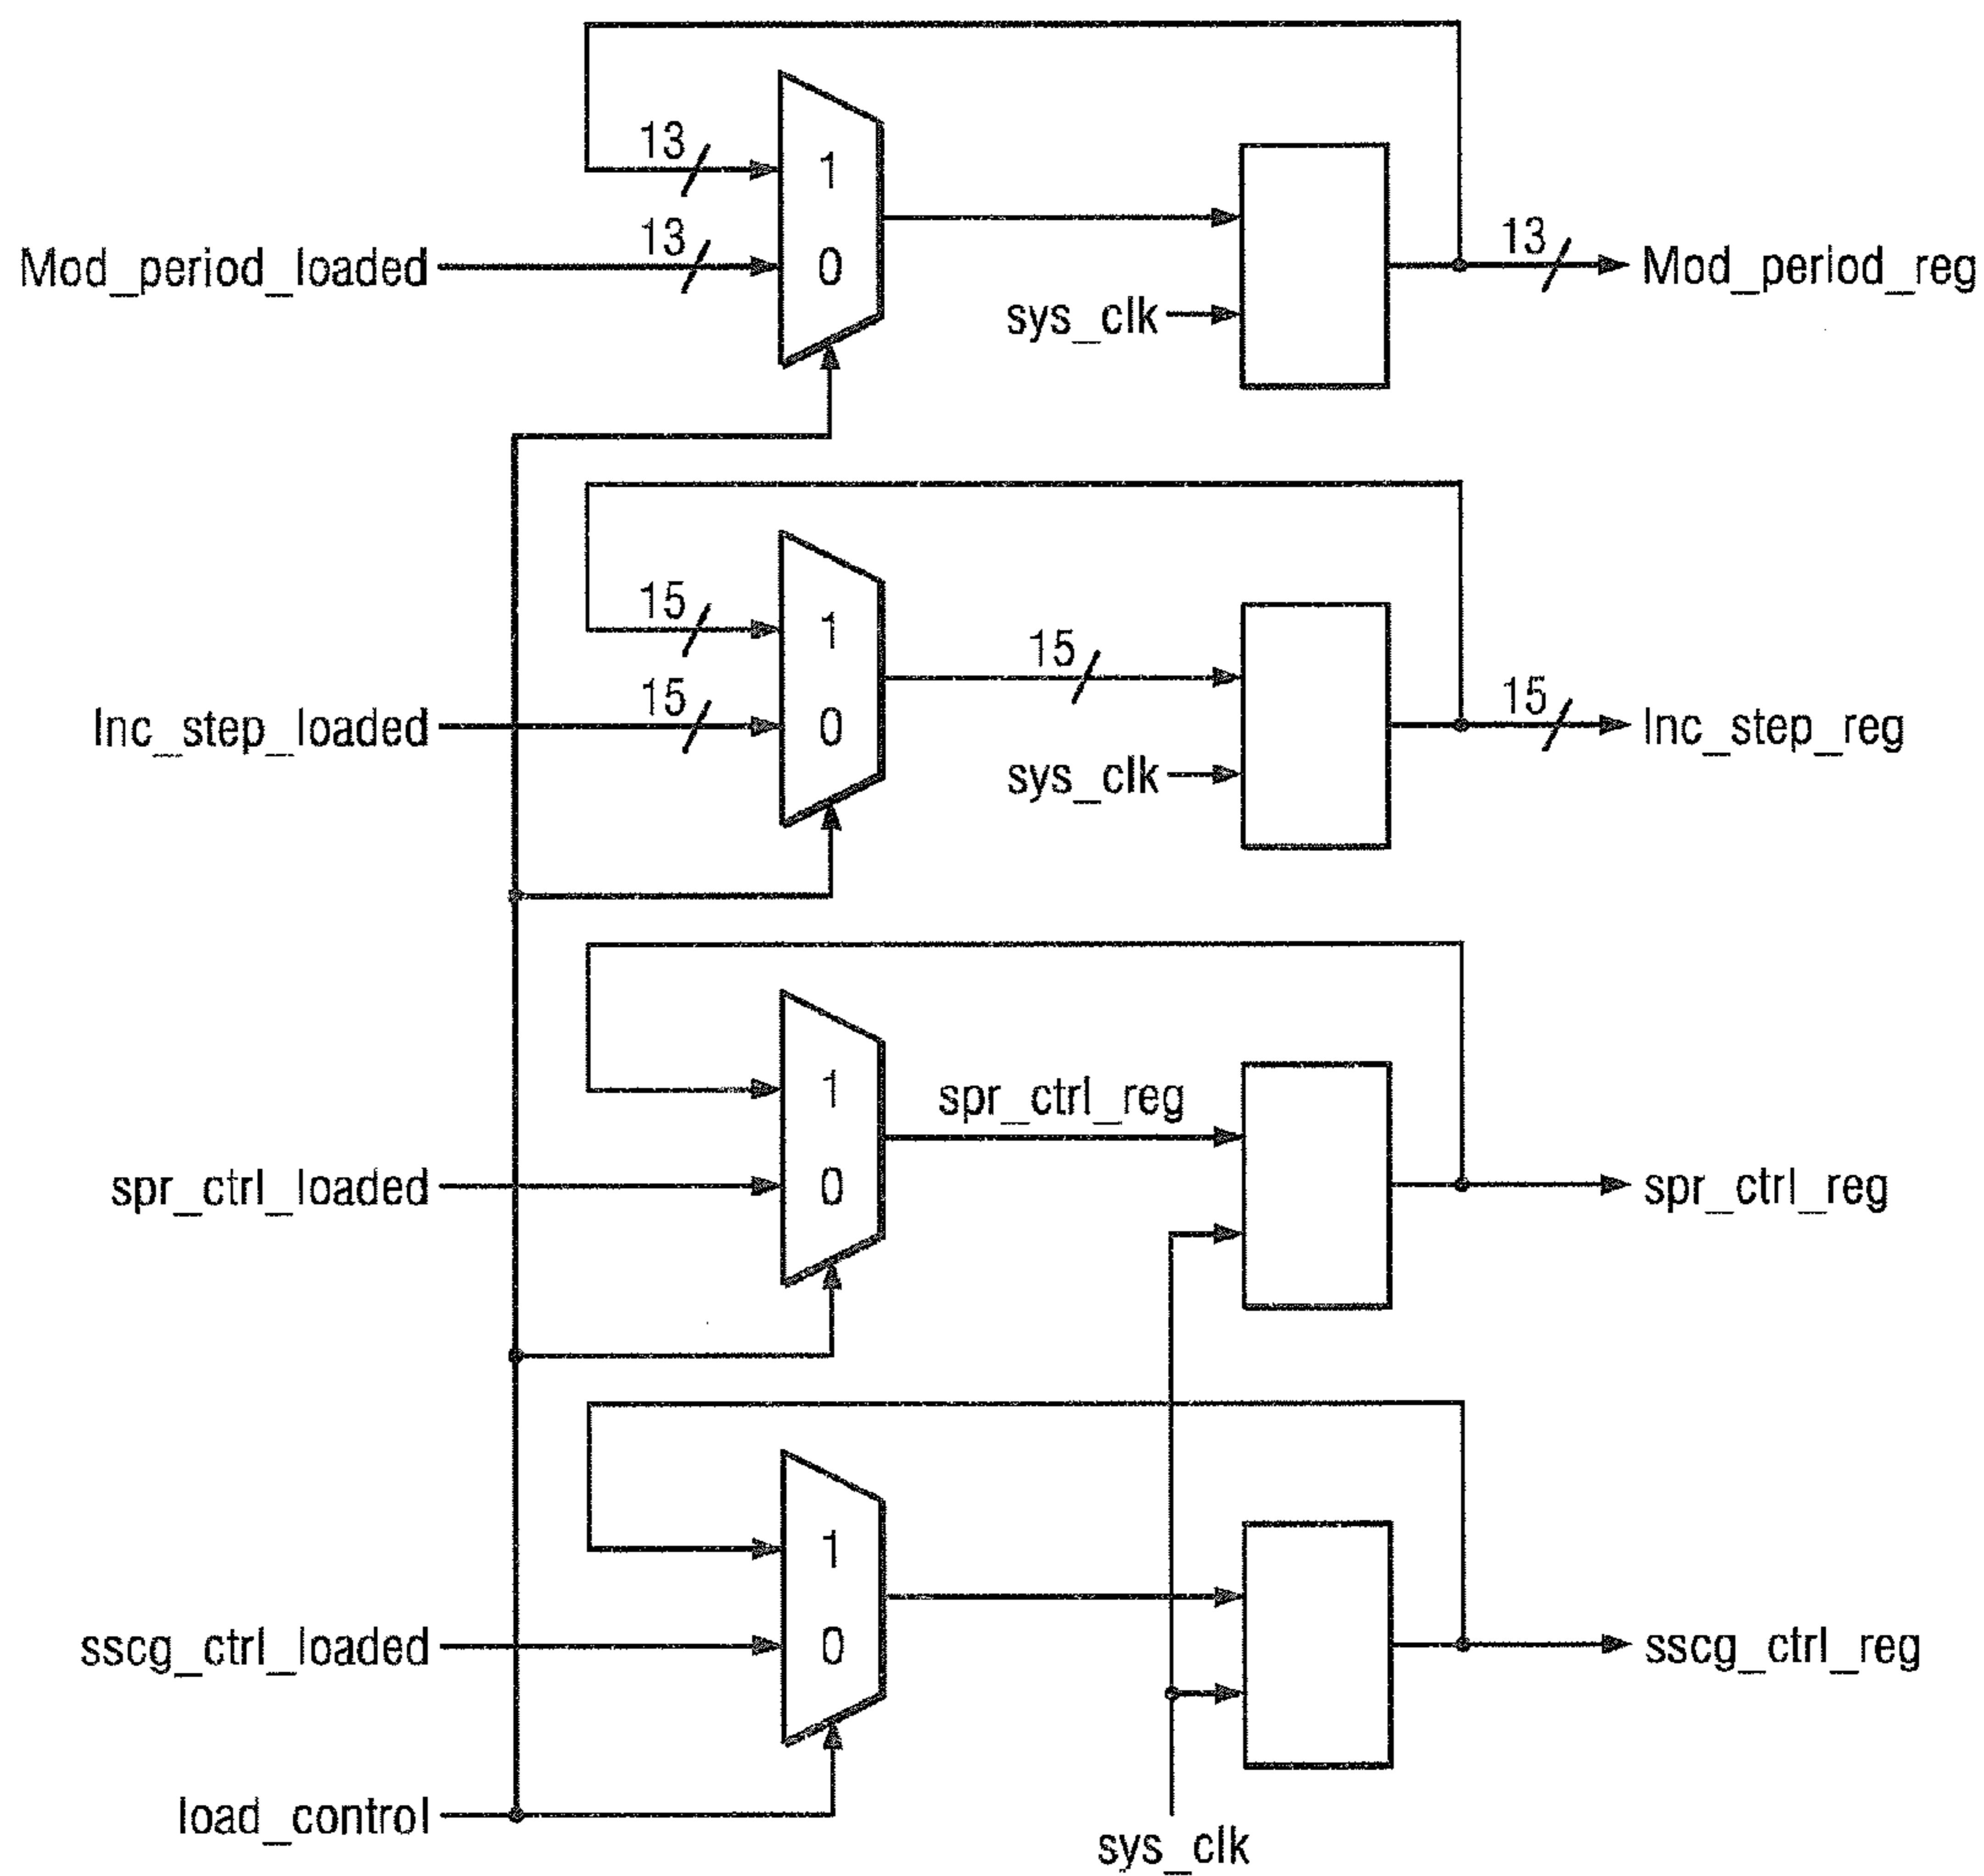 13
1
13
Mod_period_loaded
0
13
Mod_period_reg
sys_clk
15
1
15
15
Inc_step_loaded
0
15
Inc_step_reg
sys_clk
1
spr_ctrl_reg
spr_ctrl_loaded
0
spr_ctrl_reg
1
sscg_ctrl_loaded
0
sscg_ctrl_reg
load_control
sys_clk